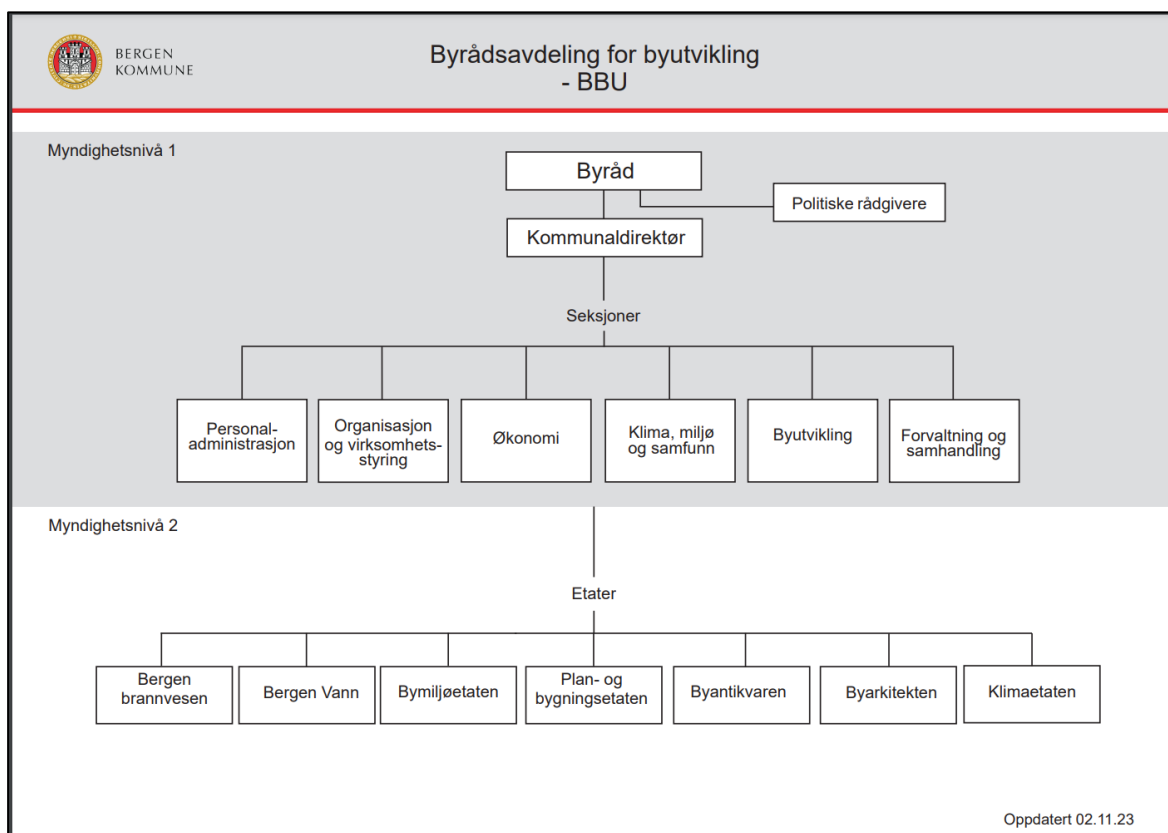 BERGEN
KOMMUNE
Byrådsavdeling for byutvikling
- BBU
Myndighetsnivå 1
Byråd
Politiske rådgivere
Kommunaldirektør
Seksjoner
Personal-
administrasjon
Organisasjon
og virksomhets-
styring
Økonomi
Klima, miljø
og samfunn
Byutvikling
Forvaltning og
samhandling
Myndighetsnivå 2
Etater
Bergen
brannvesen
Bergen Vann
Bymiljøetaten
Plan- og
bygningsetaten
Byantikvaren
Byarkitekten
Klimaetaten
Oppdatert 02.11.23